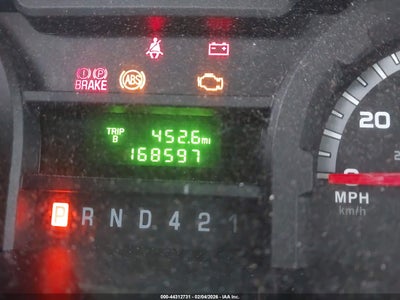 BRAKE
ABS
TRIP B 452.6mi
168597
P R N D 4 2 1
20
MPH
km/h
000-44312731 - 02/04/2026 - IAA Inc.